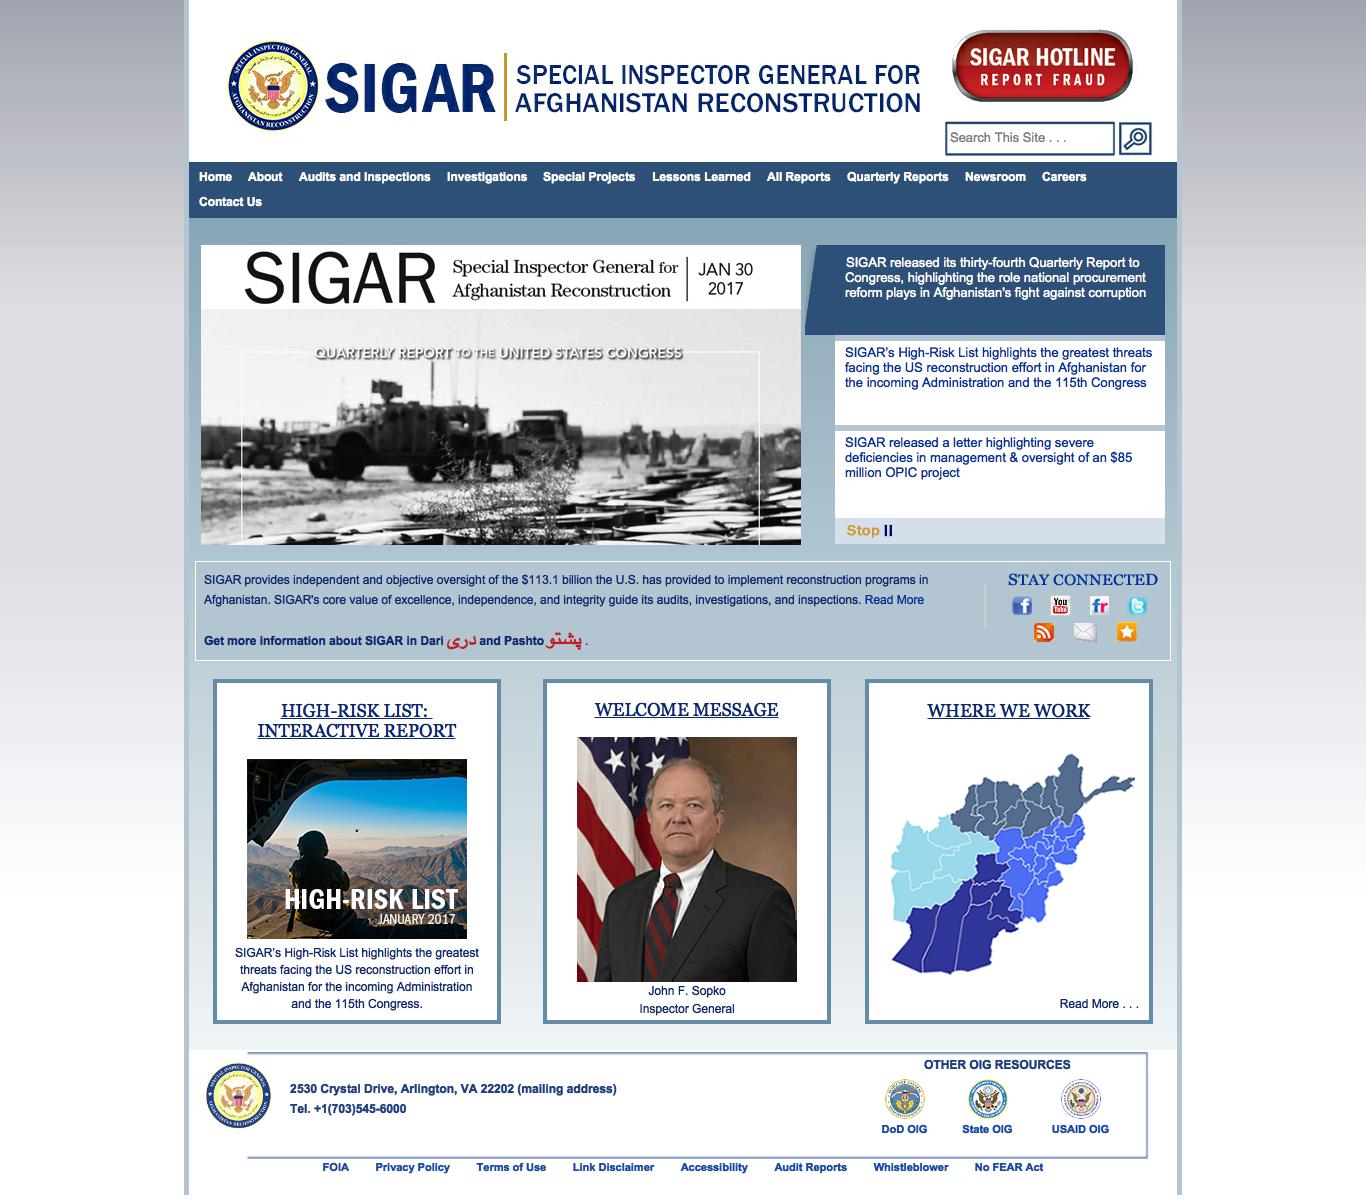 SIGAR
SPECIAL INSPECTOR GENERAL FOR
AFGHANISTAN RECONSTRUCTION
SIGAR HOTLINE
REPORT FRAUD
Search This Site . . .
Home About Audits and Inspections Investigations Special Projects Lessons Learned All Reports Quarterly Reports Newsroom Careers
Contact Us
SIGAR
Special Inspector General for
Afghanistan Reconstruction
JAN 30
2017
QUARTERLY REPORT TO THE UNITED STATES CONGRESS
SIGAR released its thirty-fourth Quarterly Report to
Congress, highlighting the role national procurement
reform plays in Afghanistan's fight against corruption
SIGAR's High-Risk List highlights the greatest threats
facing the US reconstruction effort in Afghanistan for
the incoming Administration and the 115th Congress
SIGAR released a letter highlighting severe
deficiencies in management & oversight of an $85
million OPIC project
Stop
SIGAR provides independent and objective oversight of the $113.1 billion the U.S. has provided to implement reconstruction programs in
Afghanistan. SIGAR's core value of excellence, independence, and integrity guide its audits, investigations, and inspections. Read More
Get more information about SIGAR in Dari دری and Pashto پشتو .
STAY CONNECTED
You
Tube
fr
HIGH-RISK LIST:
INTERACTIVE REPORT
HIGH-RISK LIST
JANUARY 2017
SIGAR's High-Risk List highlights the greatest
threats facing the US reconstruction effort in
Afghanistan for the incoming Administration
and the 115th Congress.
WELCOME MESSAGE
John F. Sopko
Inspector General
WHERE WE WORK
Read More . . .
2530 Crystal Drive, Arlington, VA 22202 (mailing address)
Tel. +1(703)545-6000
OTHER OIG RESOURCES
DoD OIG State OIG USAID OIG
FOIA Privacy Policy Terms of Use Link Disclaimer Accessibility Audit Reports Whistleblower No FEAR Act